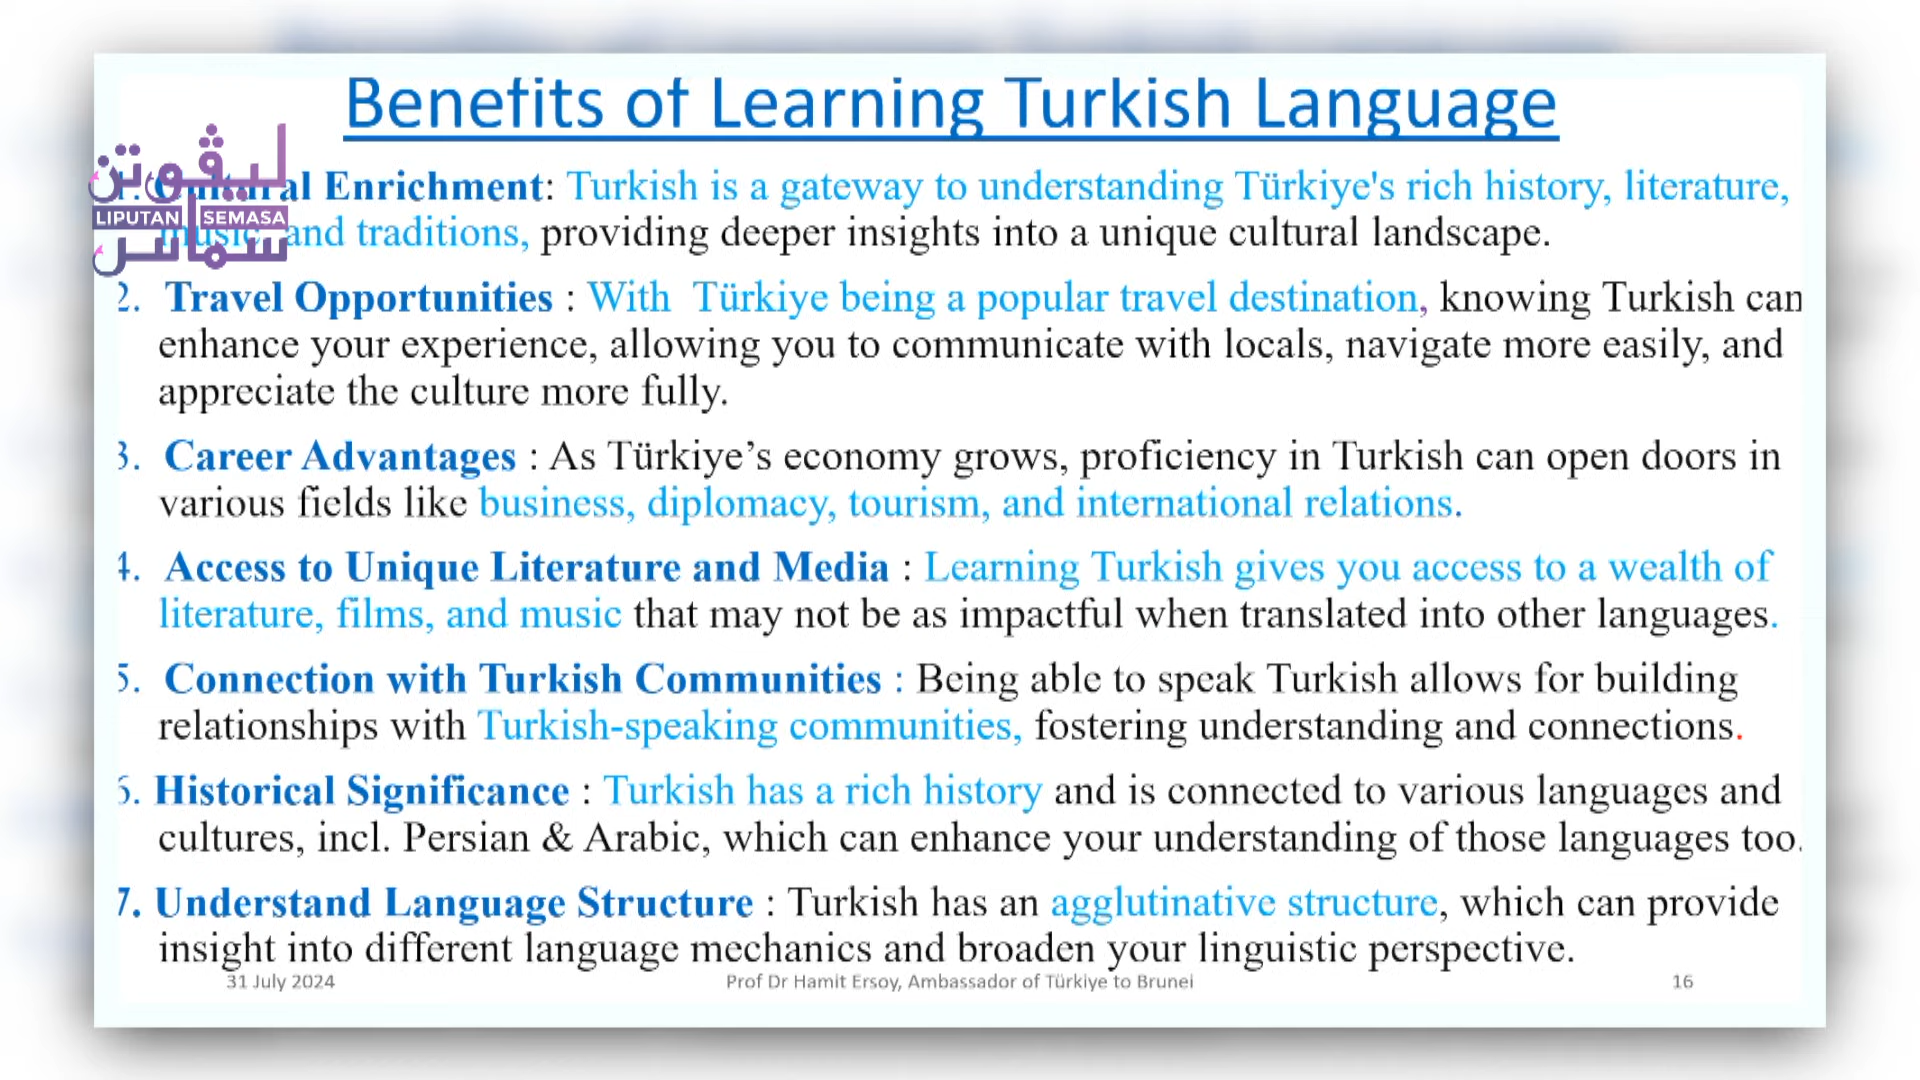 Benefits of Learning Turkish Language
ليڤوتن
LIPUTAN SEMASA
سماس
1. Cultural Enrichment: Turkish is a gateway to understanding Türkiye's rich history, literature,
music, and traditions, providing deeper insights into a unique cultural landscape.
2. Travel Opportunities : With Türkiye being a popular travel destination, knowing Turkish can
enhance your experience, allowing you to communicate with locals, navigate more easily, and
appreciate the culture more fully.
3. Career Advantages : As Türkiye’s economy grows, proficiency in Turkish can open doors in
various fields like business, diplomacy, tourism, and international relations.
4. Access to Unique Literature and Media : Learning Turkish gives you access to a wealth of
literature, films, and music that may not be as impactful when translated into other languages.
5. Connection with Turkish Communities : Being able to speak Turkish allows for building
relationships with Turkish-speaking communities, fostering understanding and connections.
6. Historical Significance : Turkish has a rich history and is connected to various languages and
cultures, incl. Persian & Arabic, which can enhance your understanding of those languages too.
7. Understand Language Structure : Turkish has an agglutinative structure, which can provide
insight into different language mechanics and broaden your linguistic perspective.
31 July 2024 Prof Dr Hamit Ersoy, Ambassador of Türkiye to Brunei 16